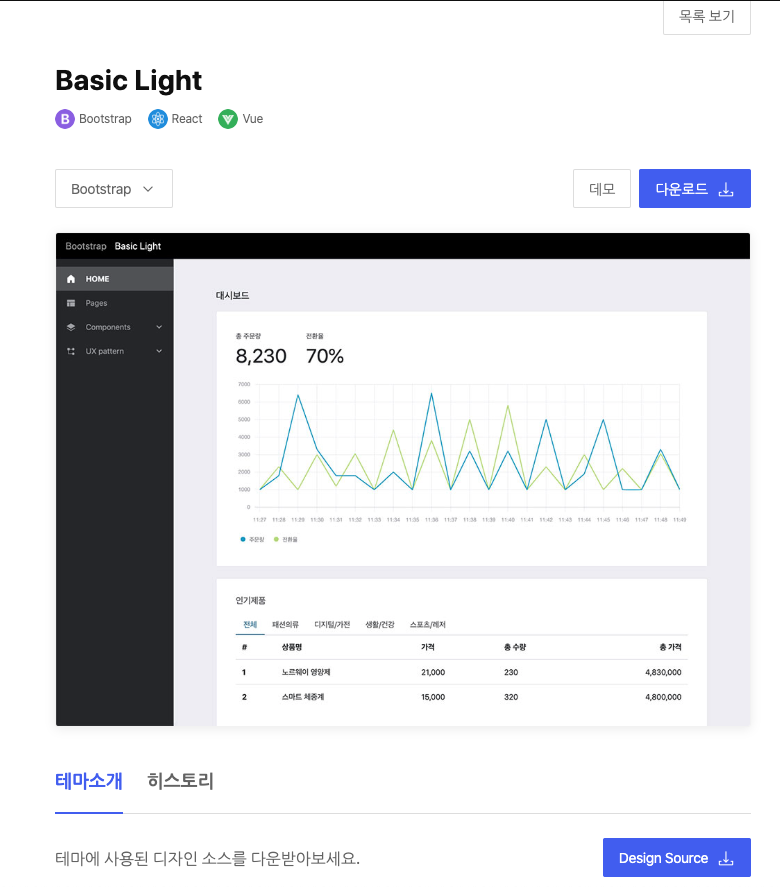 목록 보기
Basic Light
Bootstrap React Vue
Bootstrap 데모 다운로드
Bootstrap Basic Light
HOME
Pages
Components
UX pattern
대시보드
총 주문량 전환율
8,230 70%
7000
6000
5000
4000
3000
2000
1000
0
11:27 11:28 11:29 11:30 11:31 11:32 11:33 11:34 11:35 11:36 11:37 11:38 11:39 11:40 11:41 11:42 11:43 11:44 11:45 11:46 11:47 11:48 11:49
주문량 전환율
인기제품
전체 패션의류 디지털/가전 생활/건강 스포츠/레저
# 상품명 가격 총 수량 총 가격
1 노르웨이 영양제 21,000 230 4,830,000
2 스마트 체중계 15,000 320 4,800,000
테마소개 히스토리
테마에 사용된 디자인 소스를 다운받아보세요. Design Source